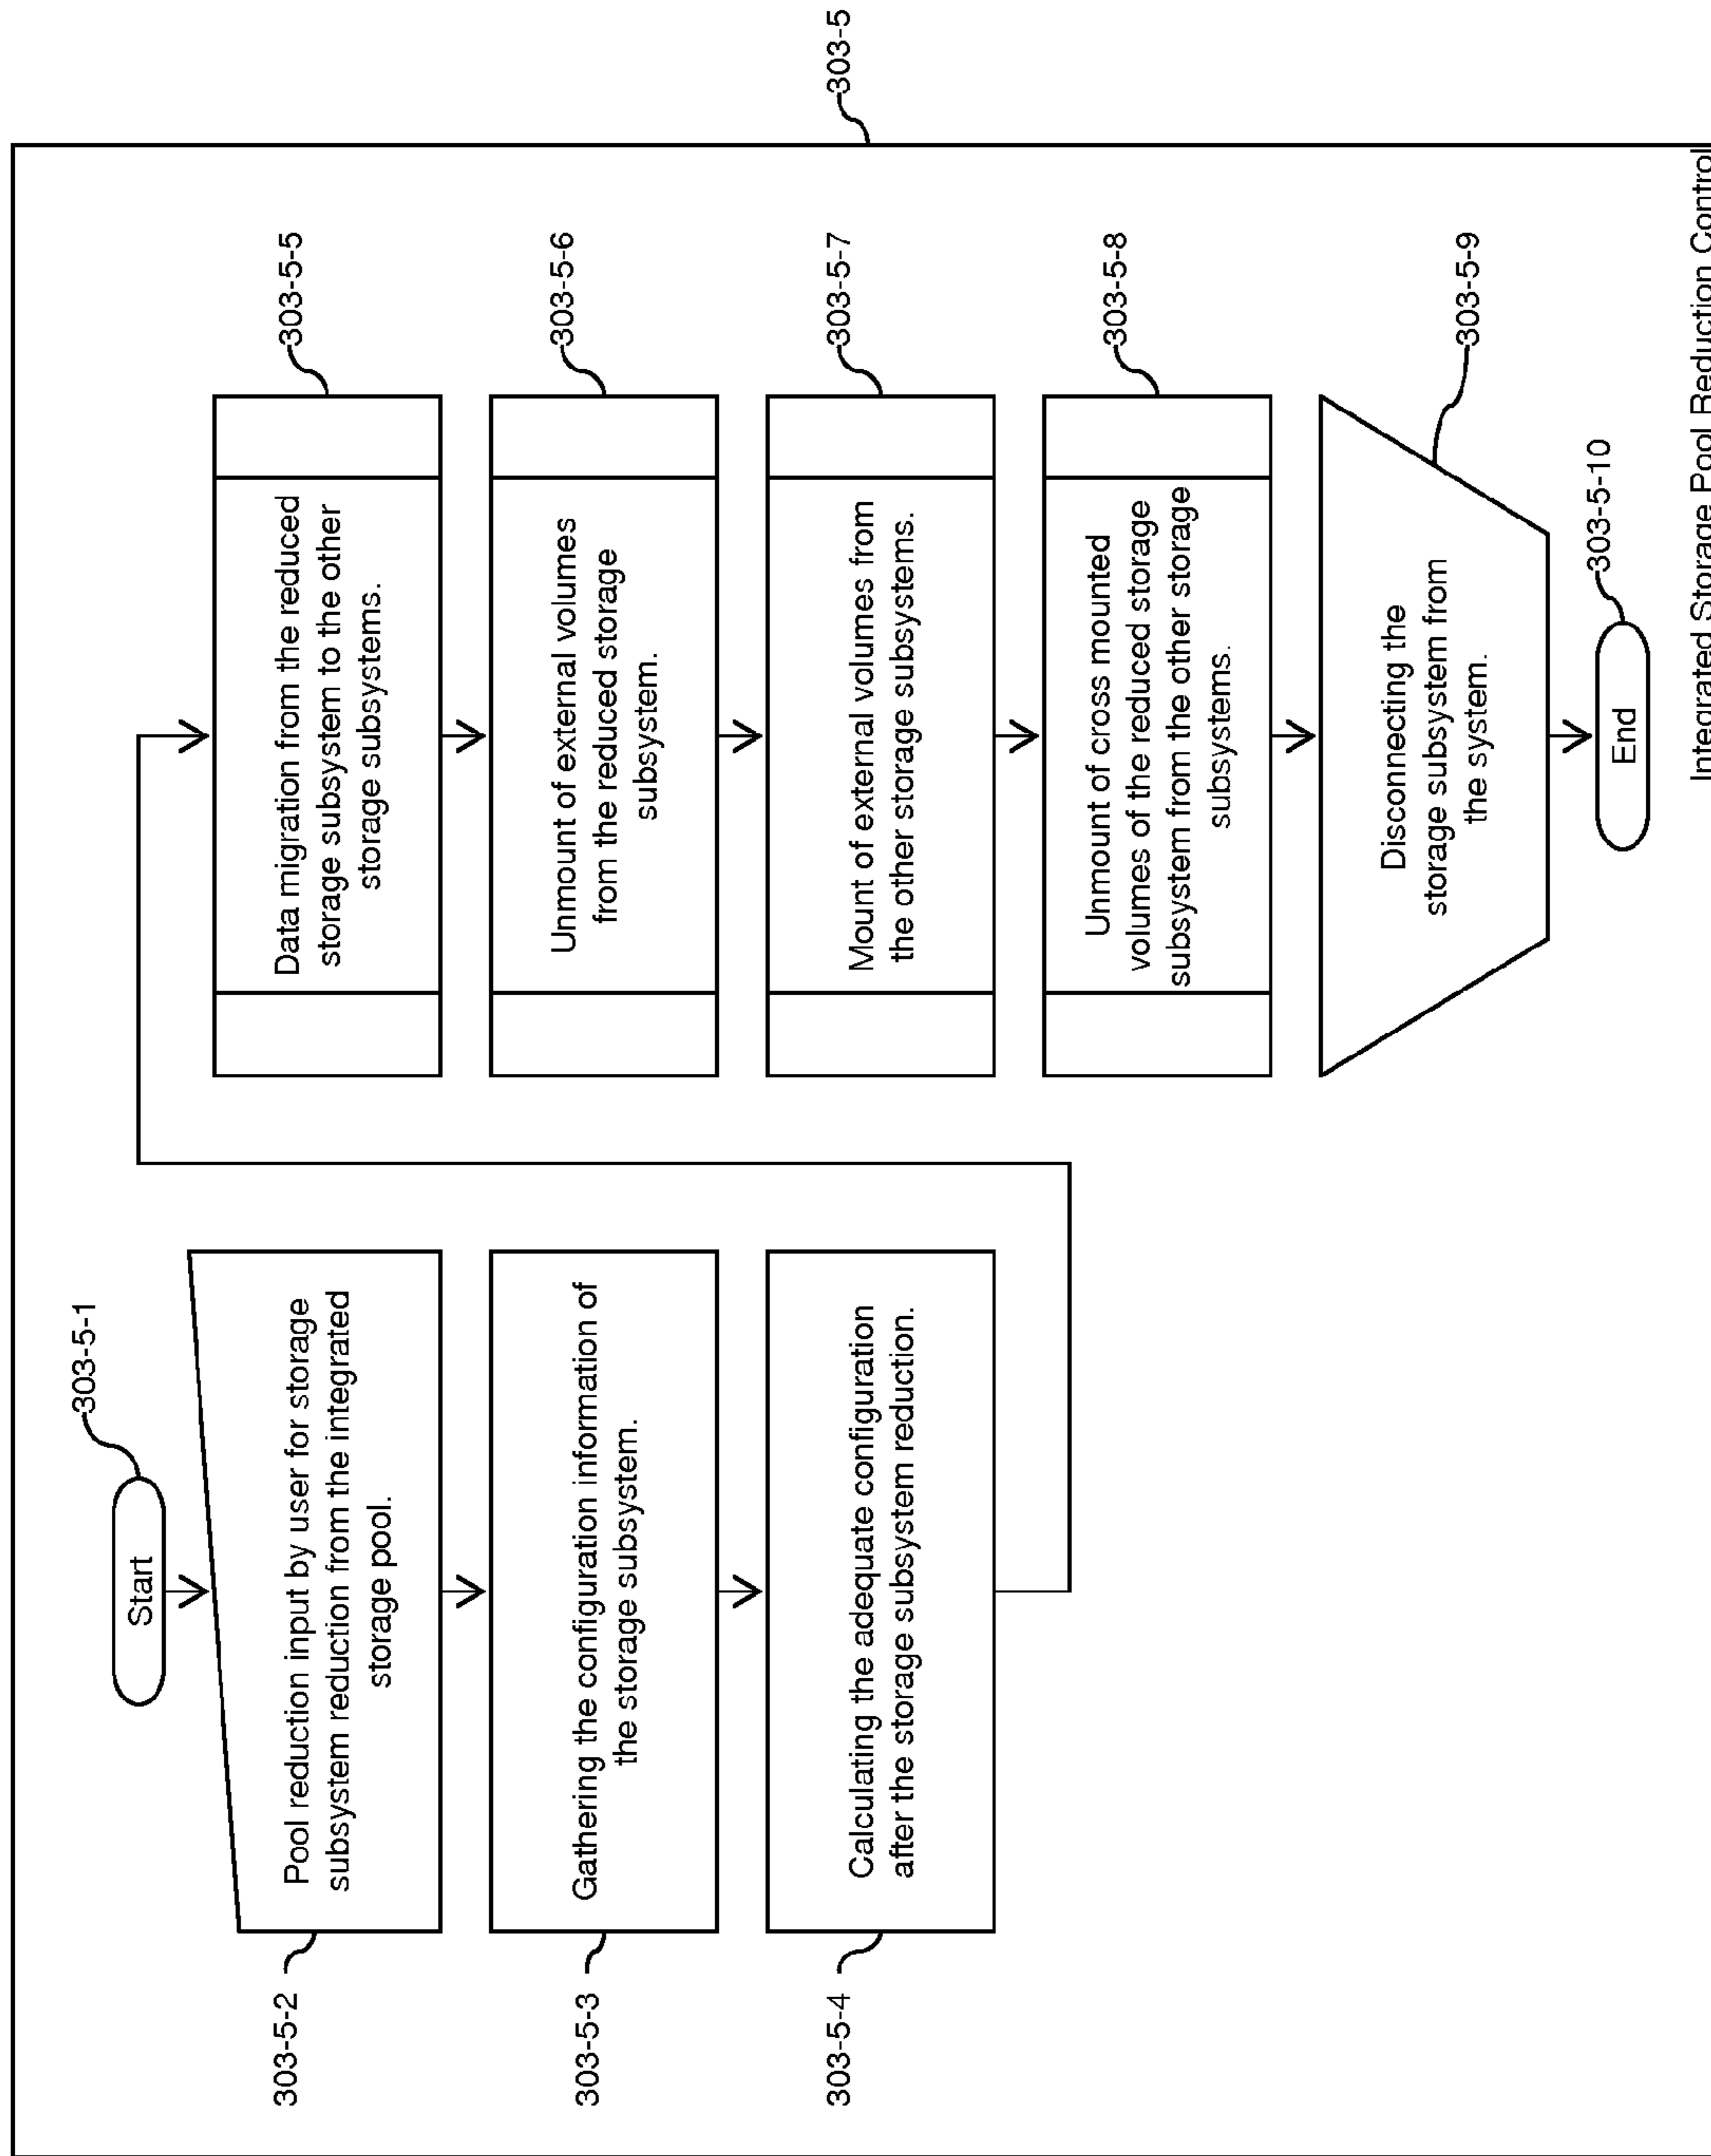 303-5-1
Start
303-5-2
Pool reduction input by user for storage
subsystem reduction from the integrated
storage pool.
303-5-3
Gathering the configuration information of
the storage subsystem.
303-5-4
Calculating the adequate configuration
after the storage subsystem reduction.
303-5-5
Data migration from the reduced
storage subsystem to the other
storage subsystems.
303-5-6
Unmount of external volumes
from the reduced storage
subsystem.
303-5-7
Mount of external volumes from
the other storage subsystems.
303-5-8
Unmount of cross mounted
volumes of the reduced storage
subsystem from the other storage
subsystems.
303-5-9
Disconnecting the
storage subsystem from
the system.
303-5-10
End
303-5
Integrated Storage Pool Reduction Control